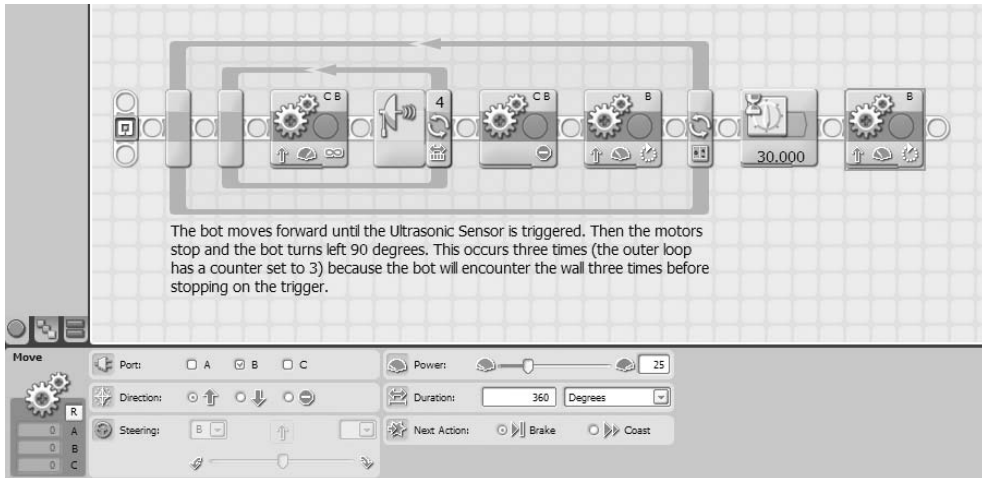 C B
4
C B
B
B
30.000
The bot moves forward until the Ultrasonic Sensor is triggered. Then the motors
stop and the bot turns left 90 degrees. This occurs three times (the outer loop
has a counter set to 3) because the bot will encounter the wall three times before
stopping on the trigger.
Move
R
0 A
0 B
0 C
Port: A B C
Direction:
Steering: B
Power: 25
Duration: 360 Degrees
Next Action: Brake Coast